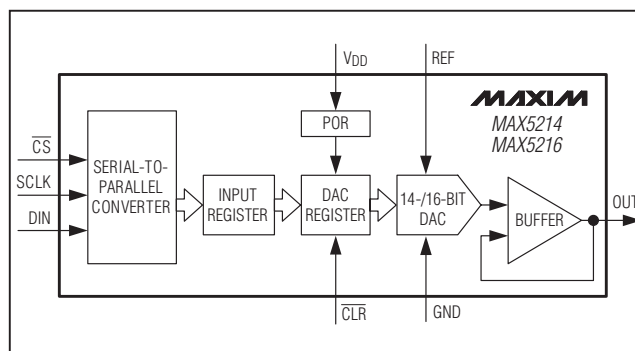 VDD
REF
MAXIM
MAX5214
MAX5216
POR
CS
SCLK
DIN
SERIAL-TO-
PARALLEL
CONVERTER
INPUT
REGISTER
DAC
REGISTER
14-/16-BIT
DAC
BUFFER
OUT
CLR
GND